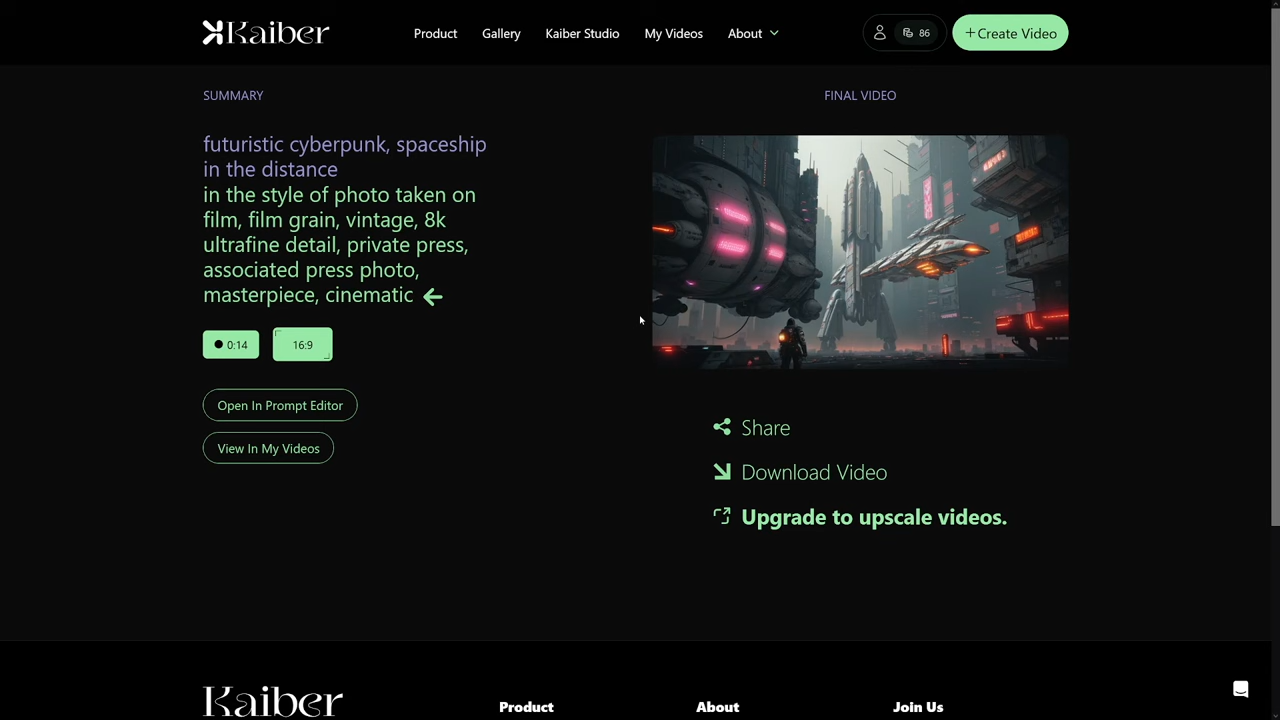 Kaiber
Product
Gallery
Kaiber Studio
My Videos
About
86
+Create Video
SUMMARY
FINAL VIDEO
futuristic cyberpunk, spaceship
in the distance
in the style of photo taken on
film, film grain, vintage, 8k
ultrafine detail, private press,
associated press photo,
masterpiece, cinematic
0:14
16:9
Open In Prompt Editor
View In My Videos
Share
Download Video
Upgrade to upscale videos.
Kaiber
Product
About
Join Us